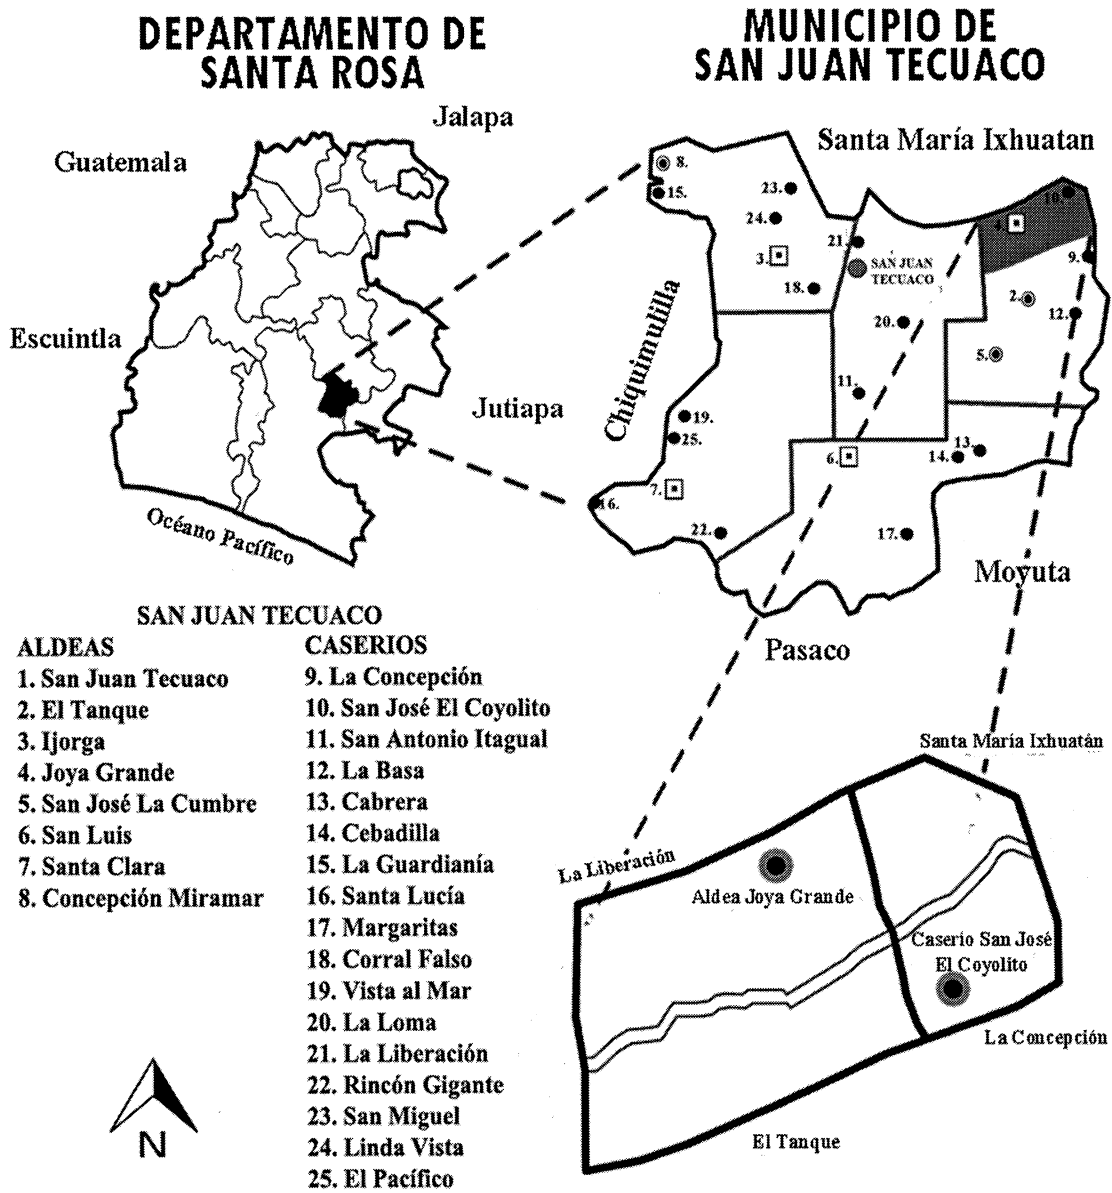 DEPARTAMENTO DE
SANTA ROSA
Jalapa
Guatemala
Escuintla
Jutiapa
Océano Pacífico
MUNICIPIO DE
SAN JUAN TECUACO
Santa María Ixhuatan
8.
15.
23.
24.
3.
18.
21.
SAN JUAN
TECUACO
20.
11.
10.
4.
9.
2.
12.
5.
Chiquimulilla
19.
25.
7.
16.
22.
6.
13.
14.
17.
Moyuta
Pasaco
SAN JUAN TECUACO
ALDEAS
1. San Juan Tecuaco
2. El Tanque
3. Ijorga
4. Joya Grande
5. San José La Cumbre
6. San Luis
7. Santa Clara
8. Concepción Miramar
CASERIOS
9. La Concepción
10. San José El Coyolito
11. San Antonio Itagual
12. La Basa
13. Cabrera
14. Cebadilla
15. La Guardianía
16. Santa Lucía
17. Margaritas
18. Corral Falso
19. Vista al Mar
20. La Loma
21. La Liberación
22. Rincón Gigante
23. San Miguel
24. Linda Vista
25. El Pacífico
N
Santa María Ixhuatán
La Liberación
Aldea Joya Grande
Caserío San José
El Coyolito
La Concepción
El Tanque